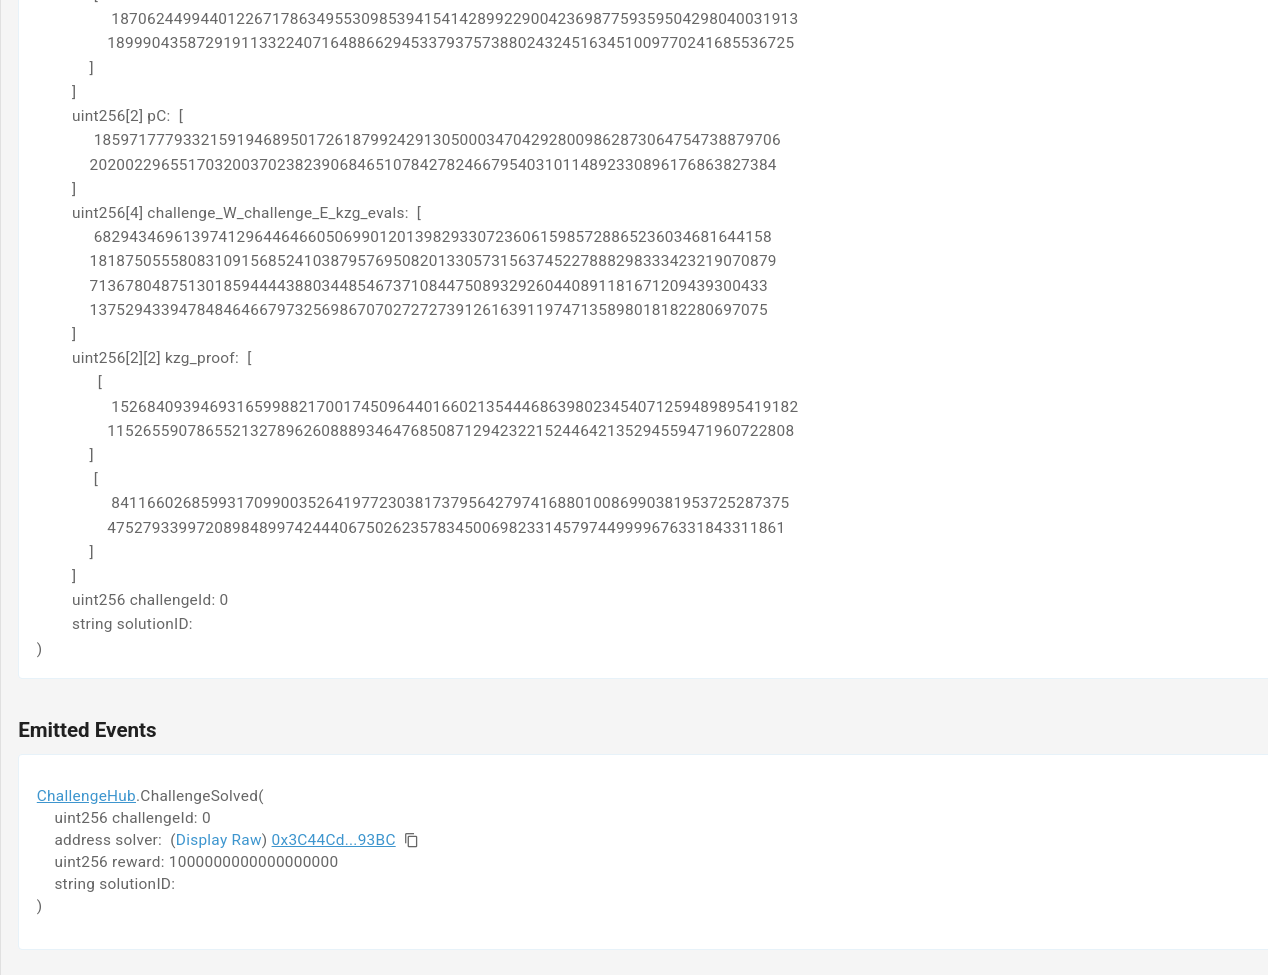 [
18706244994401226717863495530985394154142899229004236987759359504298040031913
18999043587291911332240716488662945337937573880243245163451009770241685536725
]
]
uint256[2] pC: [
18597177793321591946895017261879924291305000347042928009862873064754738879706
20200229655170320037023823906846510784278246679540310114892330896176863827384
]
uint256[4] challenge_W_challenge_E_kzg_evals: [
6829434696139741296446466050699012013982933072360615985728865236034681644158
18187505558083109156852410387957695082013305731563745227888298333423219070879
7136780487513018594444388034485467371084475089329260440891181671209439300433
1375294339478484646679732569867070272727391261639119747135898018182280697075
]
uint256[2][2] kzg_proof: [
[
15268409394693165998821700174509644016602135444686398023454071259489895419182
11526559078655213278962608889346476850871294232215244642135294559471960722808
]
[
8411660268599317099003526419772303817379564279741688010086990381953725287375
4752793399720898489974244406750262357834500698233145797449999676331843311861
]
]
uint256 challengeId: 0
string solutionID:
)
Emitted Events
ChallengeHub.ChallengeSolved(
uint256 challengeId: 0
address solver: (Display Raw) 0x3C44Cd...93BC
uint256 reward: 1000000000000000000
string solutionID:
)